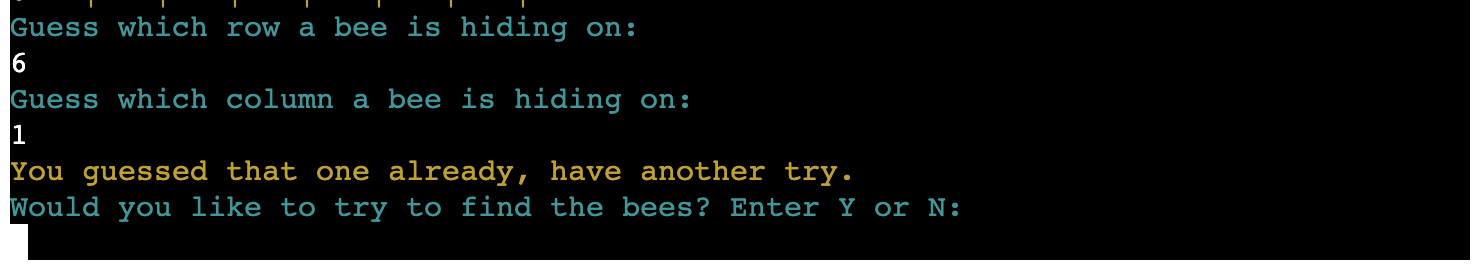 Guess which row a bee is hiding on:
6
Guess which column a bee is hiding on:
1
You guessed that one already, have another try.
Would you like to try to find the bees? Enter Y or N: